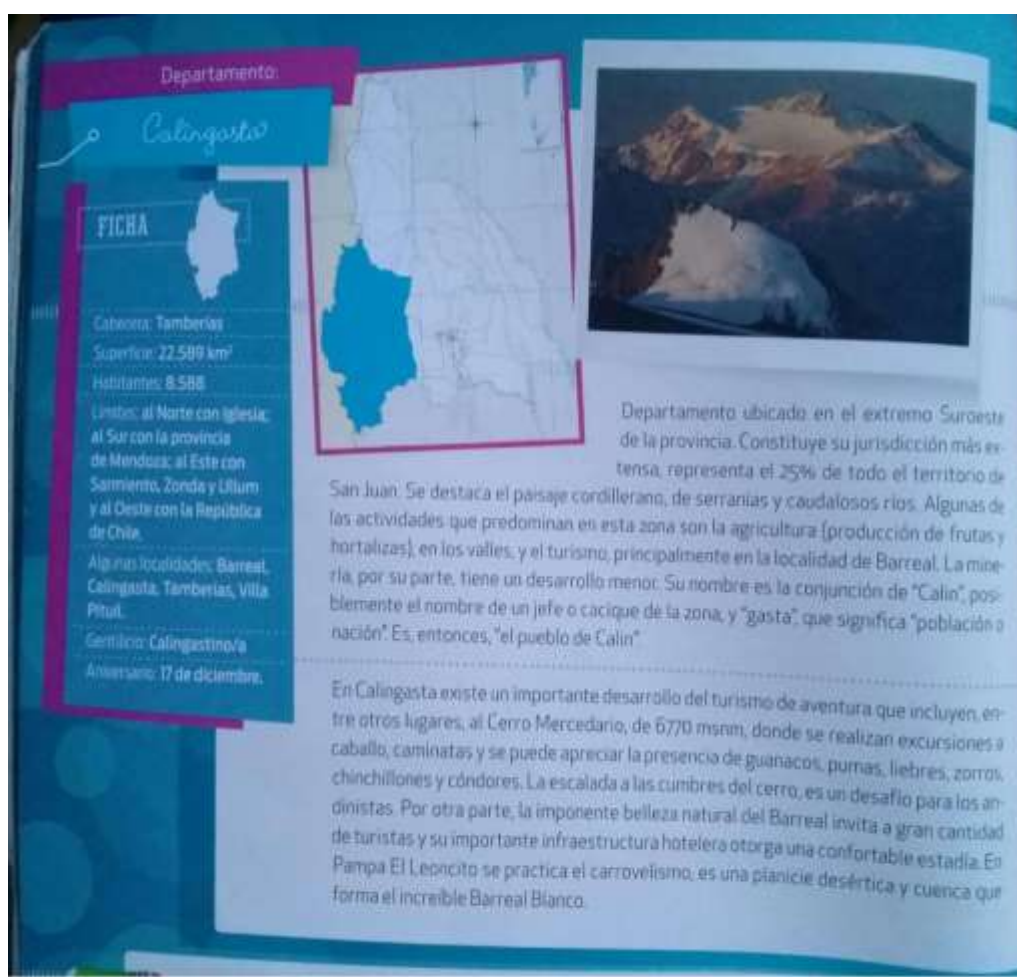 Departamento:
Calingasta
FICHA
Cabecera: Tamberías
Superficie: 22.589 km²
Habitantes: 8.588
Límites: al Norte con Iglesia;
al Sur con la provincia
de Mendoza; al Este con
Sarmiento, Zonda y Ullum
y al Oeste con la República
de Chile.
Algunas localidades: Barreal,
Calingasta, Tamberías, Villa
Pituil.
Gentilicio: Calingastino/a
Aniversario: 17 de diciembre.
Departamento ubicado en el extremo Suroeste
de la provincia. Constituye su jurisdicción más ex-
tensa, representa el 25% de todo el territorio de
San Juan. Se destaca el paisaje cordillerano, de serranías y caudalosos ríos. Algunas de
las actividades que predominan en esta zona son la agricultura (producción de frutas y
hortalizas), en los valles, y el turismo, principalmente en la localidad de Barreal. La mine-
ría, por su parte, tiene un desarrollo menor. Su nombre es la conjunción de "Calin", posi-
blemente el nombre de un jefe o cacique de la zona, y "gasta", que significa "población o
nación". Es, entonces, "el pueblo de Calin".
En Calingasta existe un importante desarrollo del turismo de aventura que incluyen, en-
tre otros lugares, al Cerro Mercedario, de 6770 msnm, donde se realizan excursiones a
caballo, caminatas y se puede apreciar la presencia de guanacos, pumas, liebres, zorros,
chinchillones y cóndores. La escalada a las cumbres del cerro, es un desafío para los an-
dinistas. Por otra parte, la imponente belleza natural del Barreal invita a gran cantidad
de turistas y su importante infraestructura hotelera otorga una confortable estadía. En
Pampa El Leoncito se practica el carrovelismo, es una planicie desértica y cuenca que
forma el increíble Barreal Blanco.